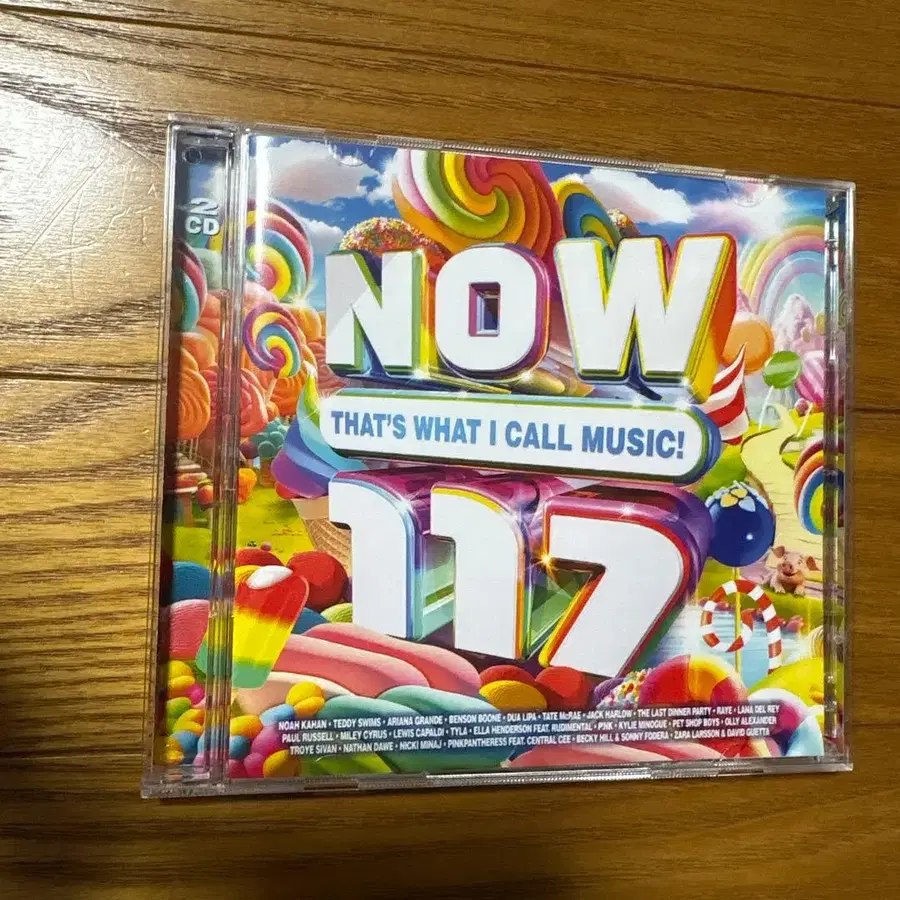 2
CD
NOW
THAT'S WHAT I CALL MUSIC!
117
NOAH KAHAN • TEDDY SWIMS • ARIANA GRANDE • BENSON BOONE • DUA LIPA • TATE McRAE • JACK HARLOW • THE LAST DINNER PARTY • RAYE • LANA DEL REY
PAUL RUSSELL • MILEY CYRUS • LEWIS CAPALDI • TYLA • ELLA HENDERSON FEAT. RUDIMENTAL • P!NK • KYLIE MINOGUE • PET SHOP BOYS • OLLY ALEXANDER
TROYE SIVAN • NATHAN DAWE • NICKI MINAJ • PINKPANTHERESS FEAT. CENTRAL CEE • BECKY HILL & SONNY FODERA • ZARA LARSSON & DAVID GUETTA